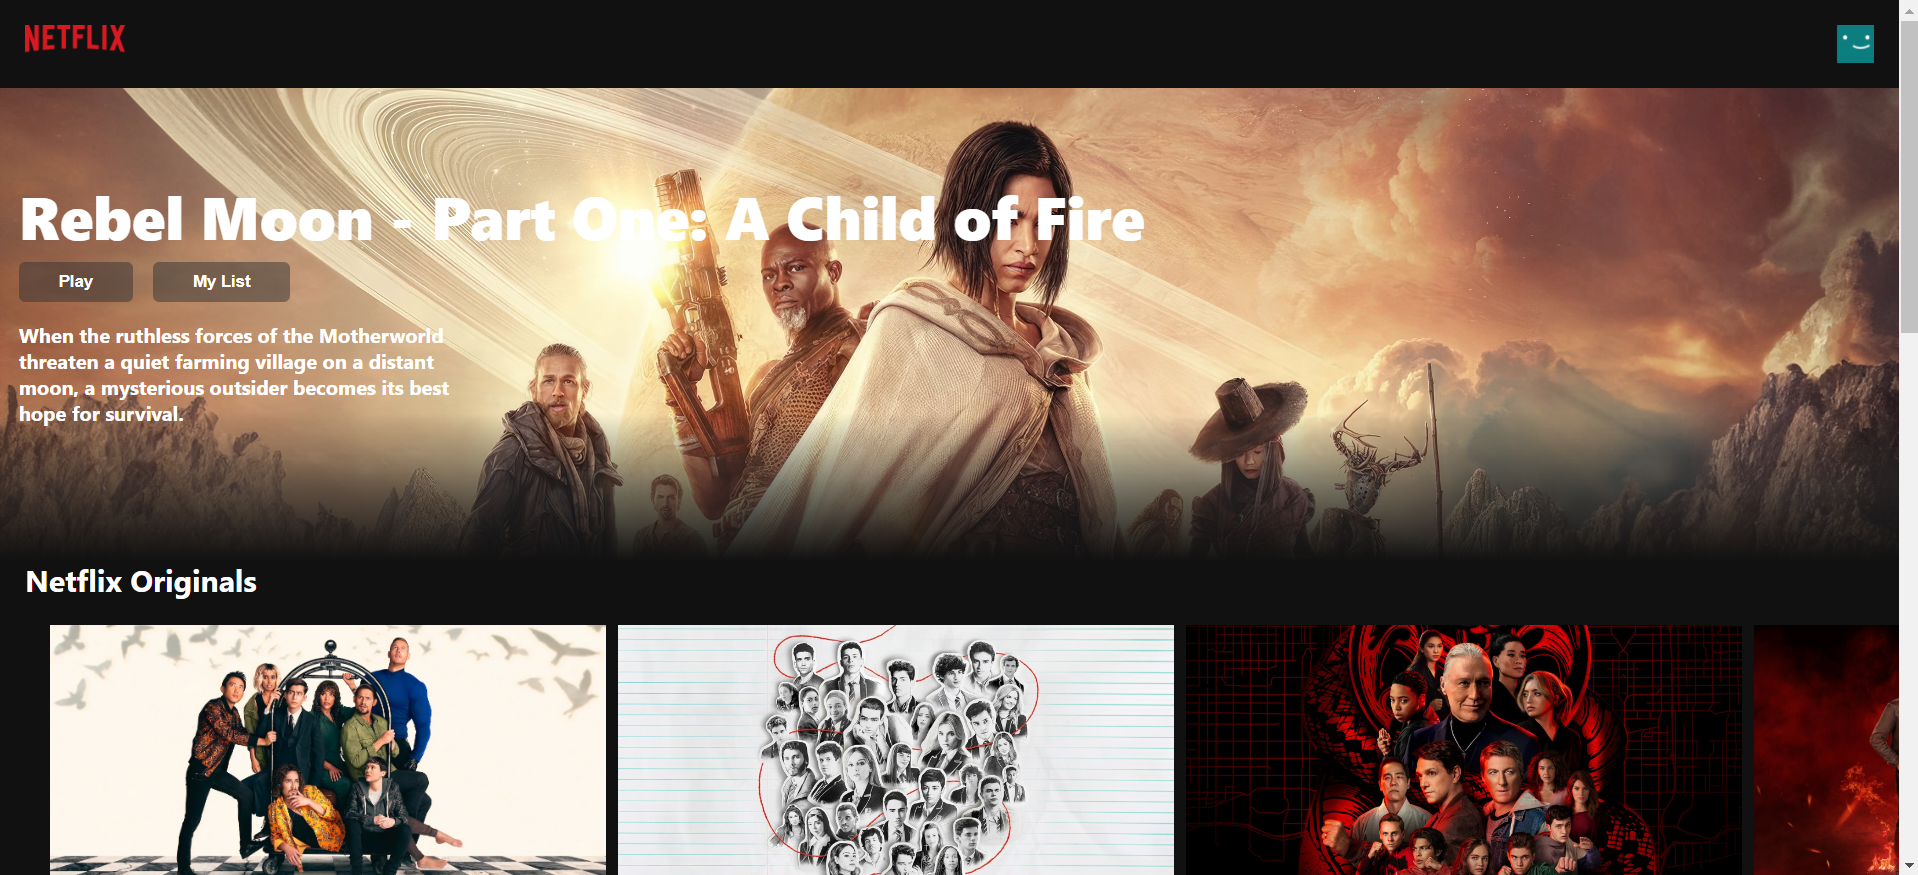 NETFLIX
Rebel Moon - Part One: A Child of Fire
Play
My List
When the ruthless forces of the Motherworld
threaten a quiet farming village on a distant
moon, a mysterious outsider becomes its best
hope for survival.
Netflix Originals